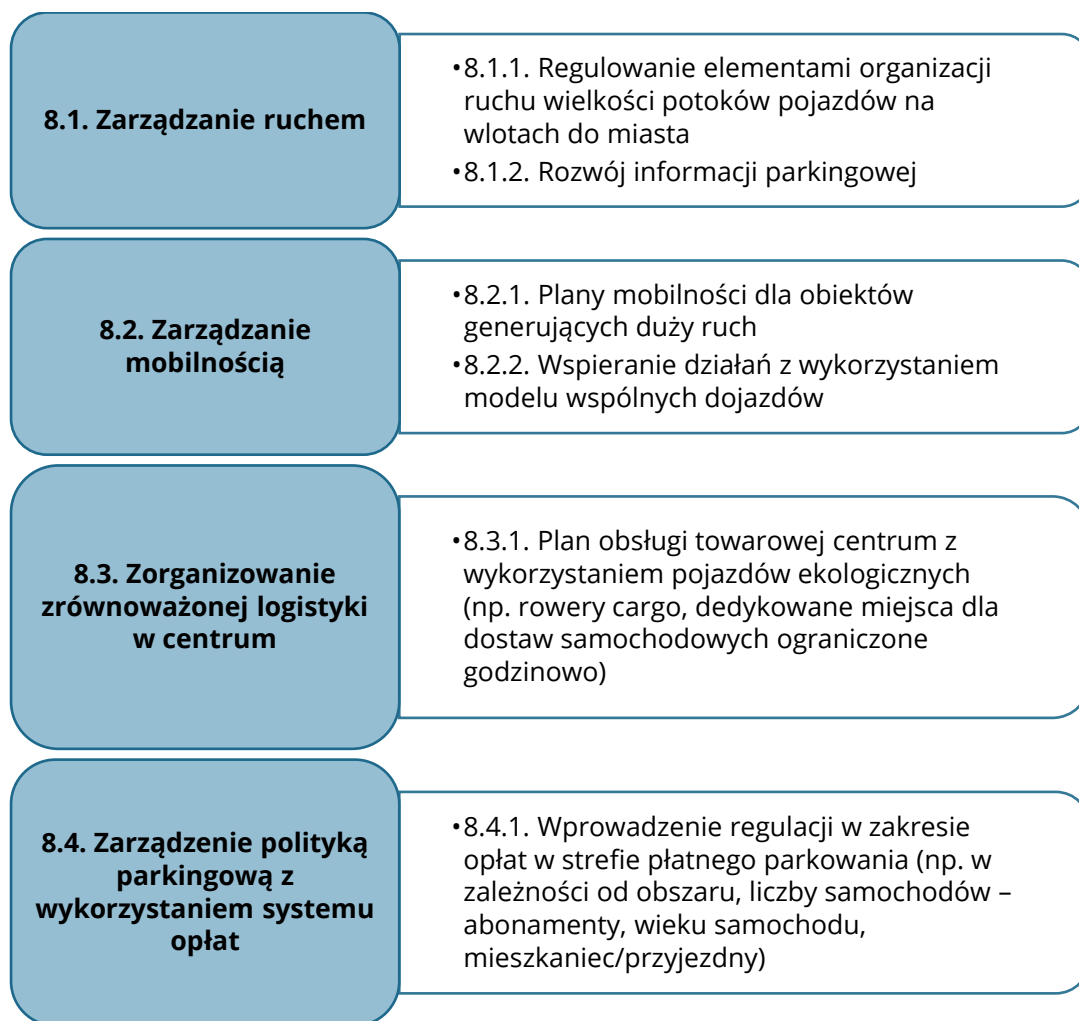 8.1. Zarządzanie ruchem
•8.1.1. Regulowanie elementami organizacji
ruchu wielkości potoków pojazdów na
wlotach do miasta
•8.1.2. Rozwój informacji parkingowej
8.2. Zarządzanie
mobilnością
•8.2.1. Plany mobilności dla obiektów
generujących duży ruch
•8.2.2. Wspieranie działań z wykorzystaniem
modelu wspólnych dojazdów
8.3. Zorganizowanie
zrównoważonej logistyki
w centrum
•8.3.1. Plan obsługi towarowej centrum z
wykorzystaniem pojazdów ekologicznych
(np. rowery cargo, dedykowane miejsca dla
dostaw samochodowych ograniczone
godzinowo)
8.4. Zarządzenie polityką
parkingową z
wykorzystaniem systemu
opłat
•8.4.1. Wprowadzenie regulacji w zakresie
opłat w strefie płatnego parkowania (np. w
zależności od obszaru, liczby samochodów –
abonamenty, wieku samochodu,
mieszkaniec/przyjezdny)